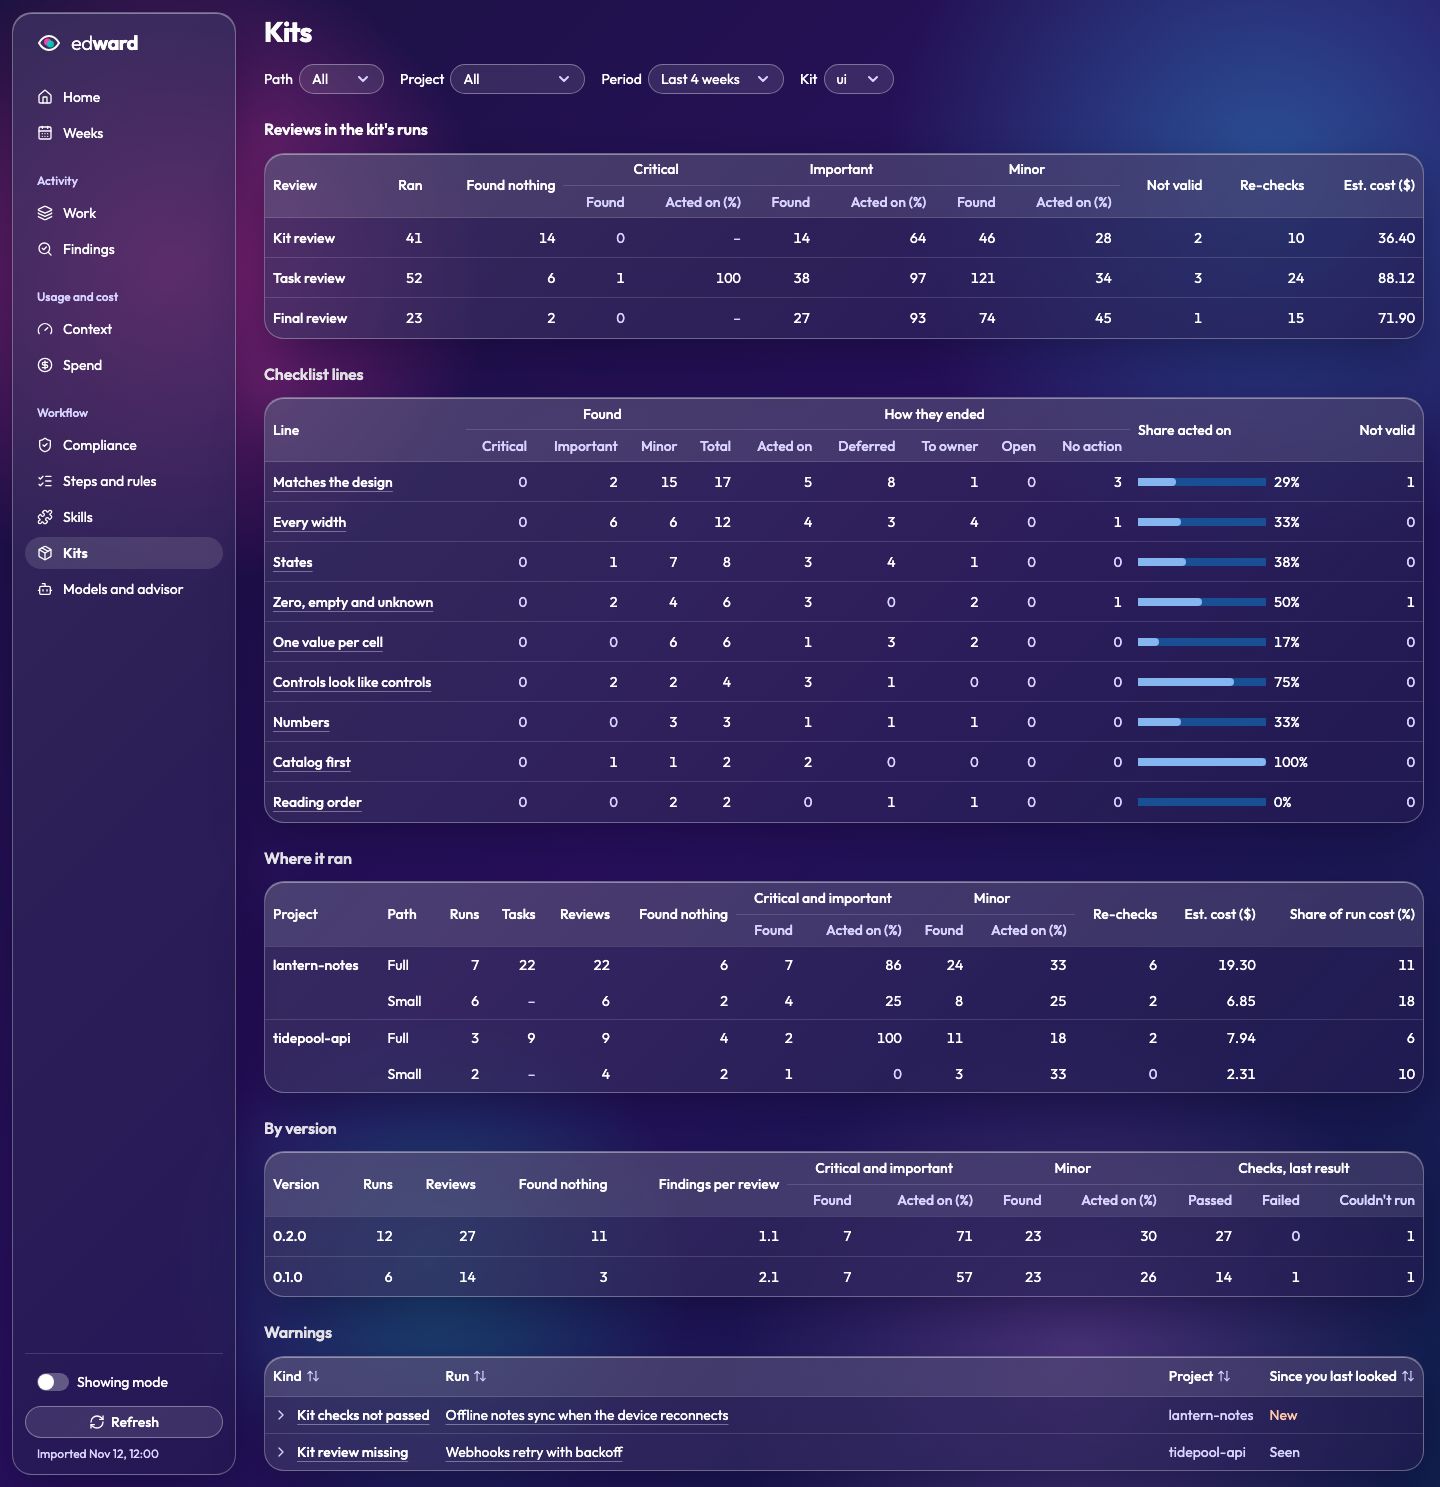 edward
Home
Weeks
Activity
Work
Findings
Usage and cost
Context
Spend
Workflow
Compliance
Steps and rules
Skills
Kits
Models and advisor
Showing mode
Refresh
Imported Nov 12, 12:00
Kits
Path All Project All Period Last 4 weeks Kit ui
Reviews in the kit's runs
Critical Important Minor
Review Ran Found nothing Not valid Re-checks Est. cost ($)
Found Acted on (%) Found Acted on (%) Found Acted on (%)
Kit review 41 14 0 – 14 64 46 28 2 10 36.40
Task review 52 6 1 100 38 97 121 34 3 24 88.12
Final review 23 2 0 – 27 93 74 45 1 15 71.90
Checklist lines
Found How they ended
Line Share acted on Not valid
Critical Important Minor Total Acted on Deferred To owner Open No action
Matches the design 0 2 15 17 5 8 1 0 3 29% 1
Every width 0 6 6 12 4 3 4 0 1 33% 0
States 0 1 7 8 3 4 1 0 0 38% 0
Zero, empty and unknown 0 2 4 6 3 0 2 0 1 50% 1
One value per cell 0 0 6 6 1 3 2 0 0 17% 0
Controls look like controls 0 2 2 4 3 1 0 0 0 75% 0
Numbers 0 0 3 3 1 1 1 0 0 33% 0
Catalog first 0 1 1 2 2 0 0 0 0 100% 0
Reading order 0 0 2 2 0 1 1 0 0 0% 0
Where it ran
Critical and important Minor
Project Path Runs Tasks Reviews Found nothing Re-checks Est. cost ($) Share of run cost (%)
Found Acted on (%) Found Acted on (%)
lantern-notes Full 7 22 22 6 7 86 24 33 6 19.30 11
Small 6 – 6 2 4 25 8 25 2 6.85 18
tidepool-api Full 3 9 9 4 2 100 11 18 2 7.94 6
Small 2 – 4 2 1 0 3 33 0 2.31 10
By version
Critical and important Minor Checks, last result
Version Runs Reviews Found nothing Findings per review
Found Acted on (%) Found Acted on (%) Passed Failed Couldn't run
0.2.0 12 27 11 1.1 7 71 23 30 27 0 1
0.1.0 6 14 3 2.1 7 57 23 26 14 1 1
Warnings
Kind Run Project Since you last looked
Kit checks not passed Offline notes sync when the device reconnects lantern-notes New
Kit review missing Webhooks retry with backoff tidepool-api Seen